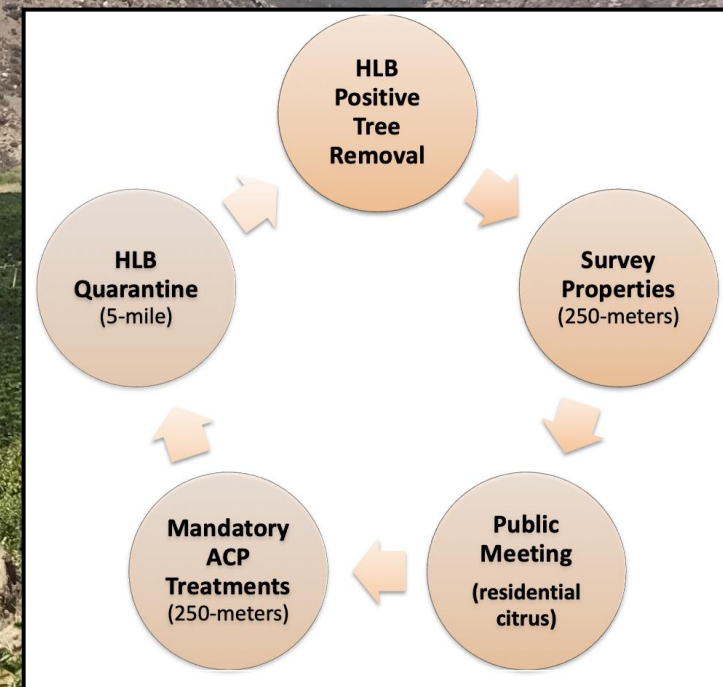 HLB
Positive
Tree
Removal
Survey
Properties
(250-meters)
Public
Meeting
(residential
citrus)
Mandatory
ACP
Treatments
(250-meters)
HLB
Quarantine
(5-mile)